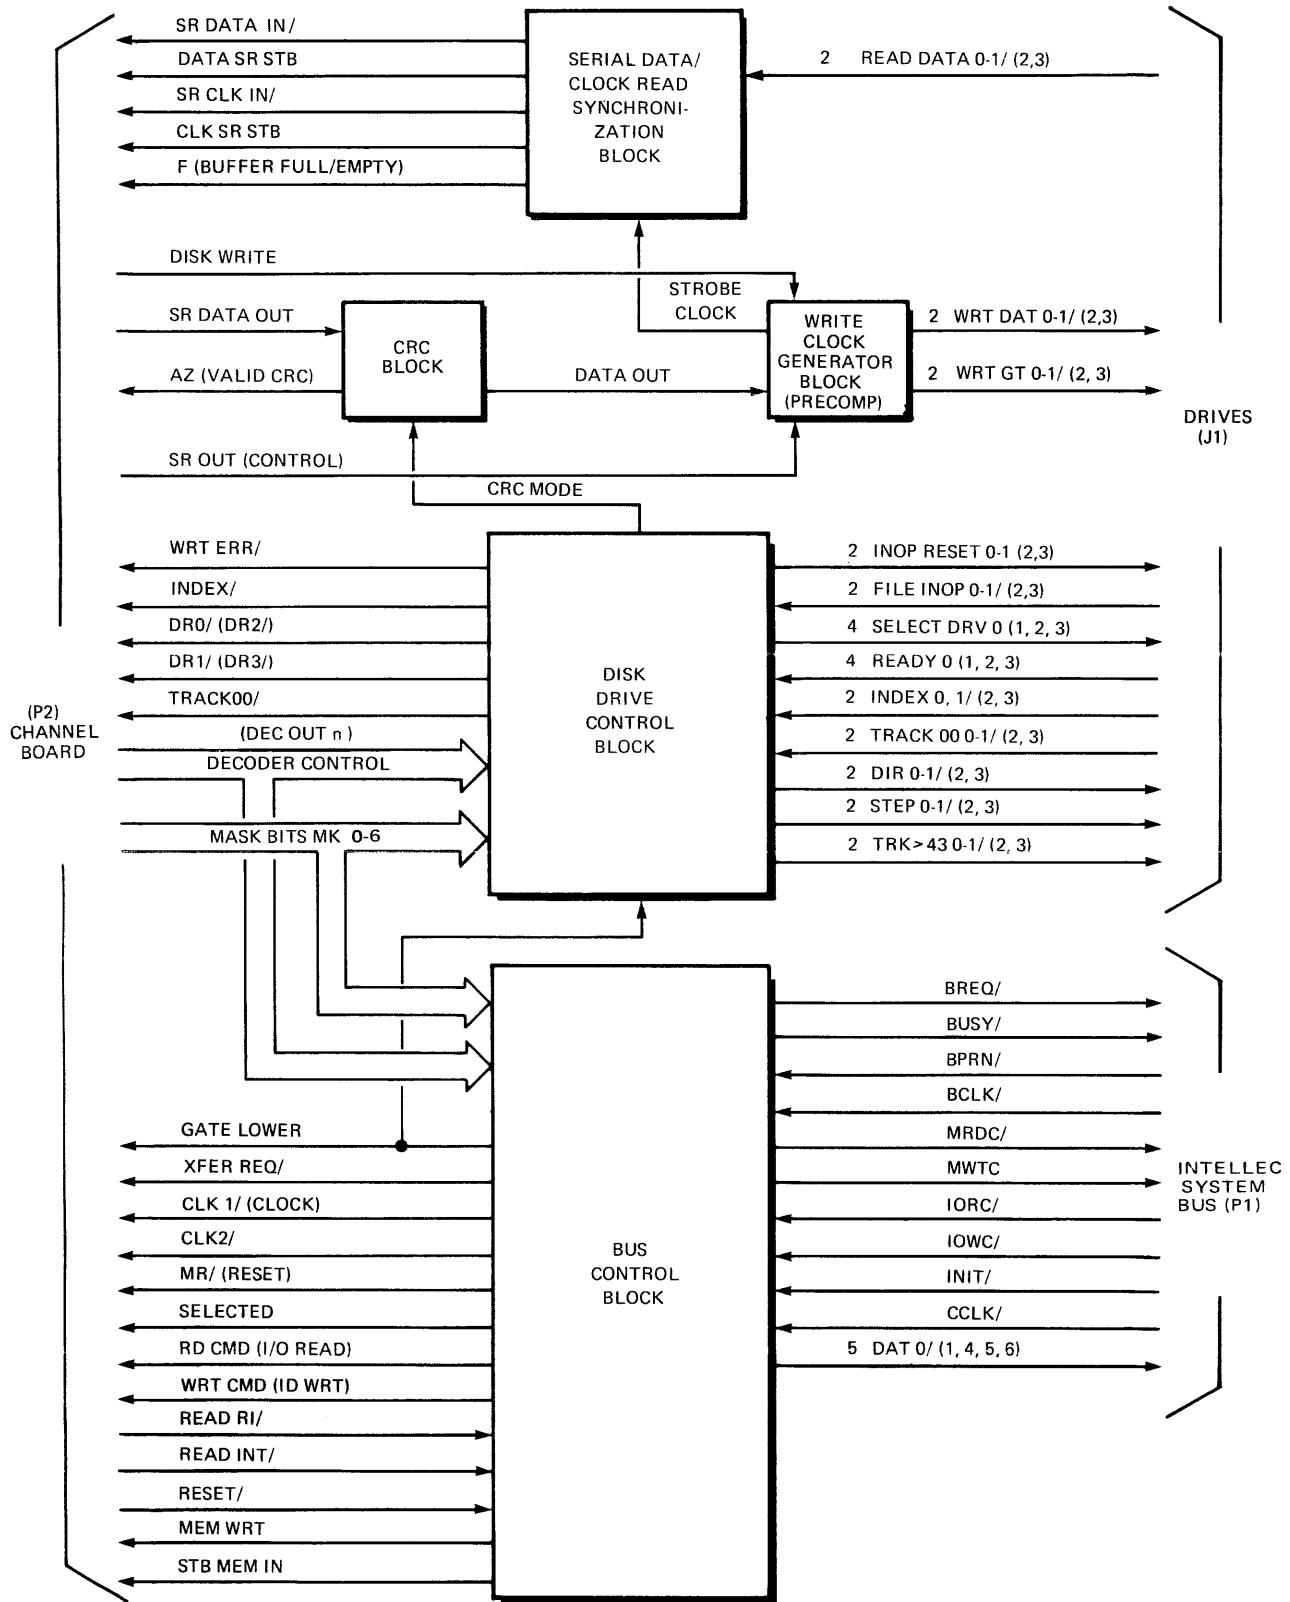 SR DATA IN/
DATA SR STB
SR CLK IN/
CLK SR STB
F (BUFFER FULL/EMPTY)
SERIAL DATA/
CLOCK READ
SYNCHRONI-
ZATION
BLOCK
2 READ DATA 0-1/ (2,3)
DISK WRITE
STROBE
CLOCK
SR DATA OUT
AZ (VALID CRC)
CRC
BLOCK
DATA OUT
WRITE
CLOCK
GENERATOR
BLOCK
(PRECOMP)
2 WRT DAT 0-1/ (2,3)
2 WRT GT 0-1/ (2, 3)
DRIVES
(J1)
SR OUT (CONTROL)
CRC MODE
WRT ERR/
INDEX/
DR0/ (DR2/)
DR1/ (DR3/)
TRACK00/
(DEC OUT n )
DECODER CONTROL
MASK BITS MK 0-6
(P2)
CHANNEL
BOARD
DISK
DRIVE
CONTROL
BLOCK
2 INOP RESET 0-1 (2,3)
2 FILE INOP 0-1/ (2,3)
4 SELECT DRV 0 (1, 2, 3)
4 READY 0 (1, 2, 3)
2 INDEX 0, 1/ (2, 3)
2 TRACK 00 0-1/ (2, 3)
2 DIR 0-1/ (2, 3)
2 STEP 0-1/ (2, 3)
2 TRK>43 0-1/ (2, 3)
GATE LOWER
XFER REQ/
CLK 1/ (CLOCK)
CLK2/
MR/ (RESET)
SELECTED
RD CMD (I/O READ)
WRT CMD (ID WRT)
READ RI/
READ INT/
RESET/
MEM WRT
STB MEM IN
BUS
CONTROL
BLOCK
BREQ/
BUSY/
BPRN/
BCLK/
MRDC/
MWTC
IORC/
IOWC/
INIT/
CCLK/
5 DAT 0/ (1, 4, 5, 6)
INTELLEC
SYSTEM
BUS (P1)